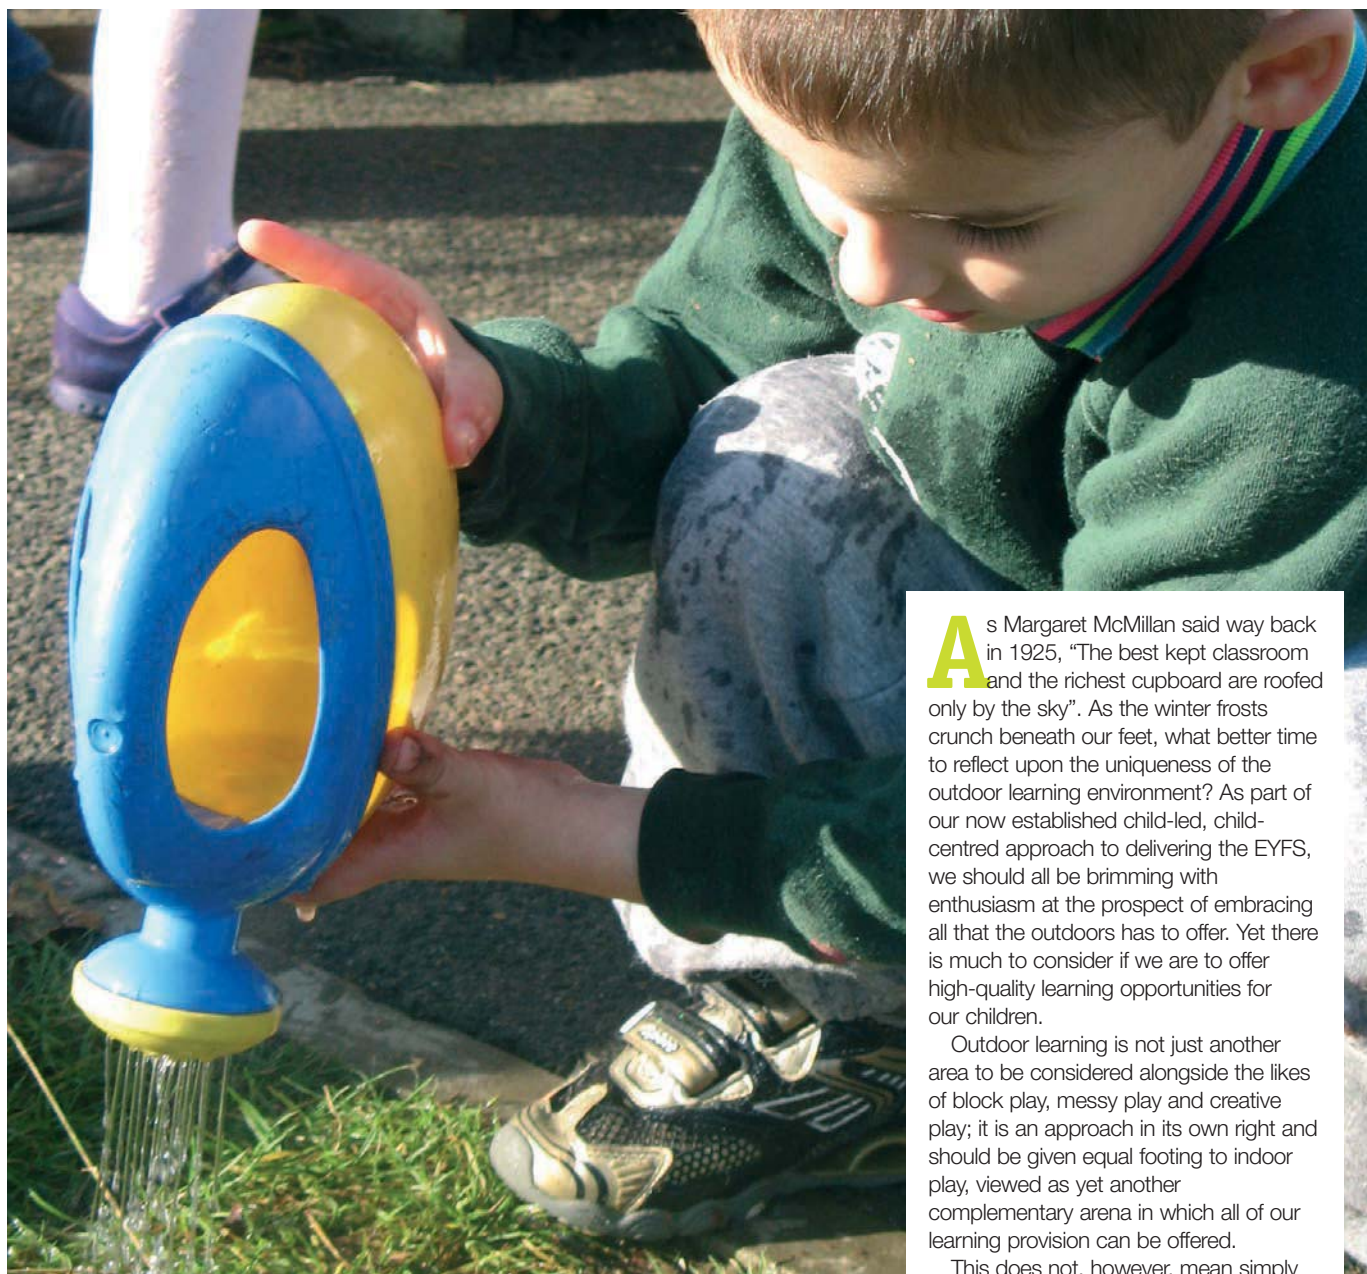 As Margaret McMillan said way back
in 1925, “The best kept classroom
and the richest cupboard are roofed
only by the sky”. As the winter frosts
crunch beneath our feet, what better time
to reflect upon the uniqueness of the
outdoor learning environment? As part of
our now established child-led, child-
centred approach to delivering the EYFS,
we should all be brimming with
enthusiasm at the prospect of embracing
all that the outdoors has to offer. Yet there
is much to consider if we are to offer
high-quality learning opportunities for
our children.
Outdoor learning is not just another
area to be considered alongside the likes
of block play, messy play and creative
play; it is an approach in its own right and
should be given equal footing to indoor
play, viewed as yet another
complementary arena in which all of our
learning provision can be offered.
This does not, however, mean simply